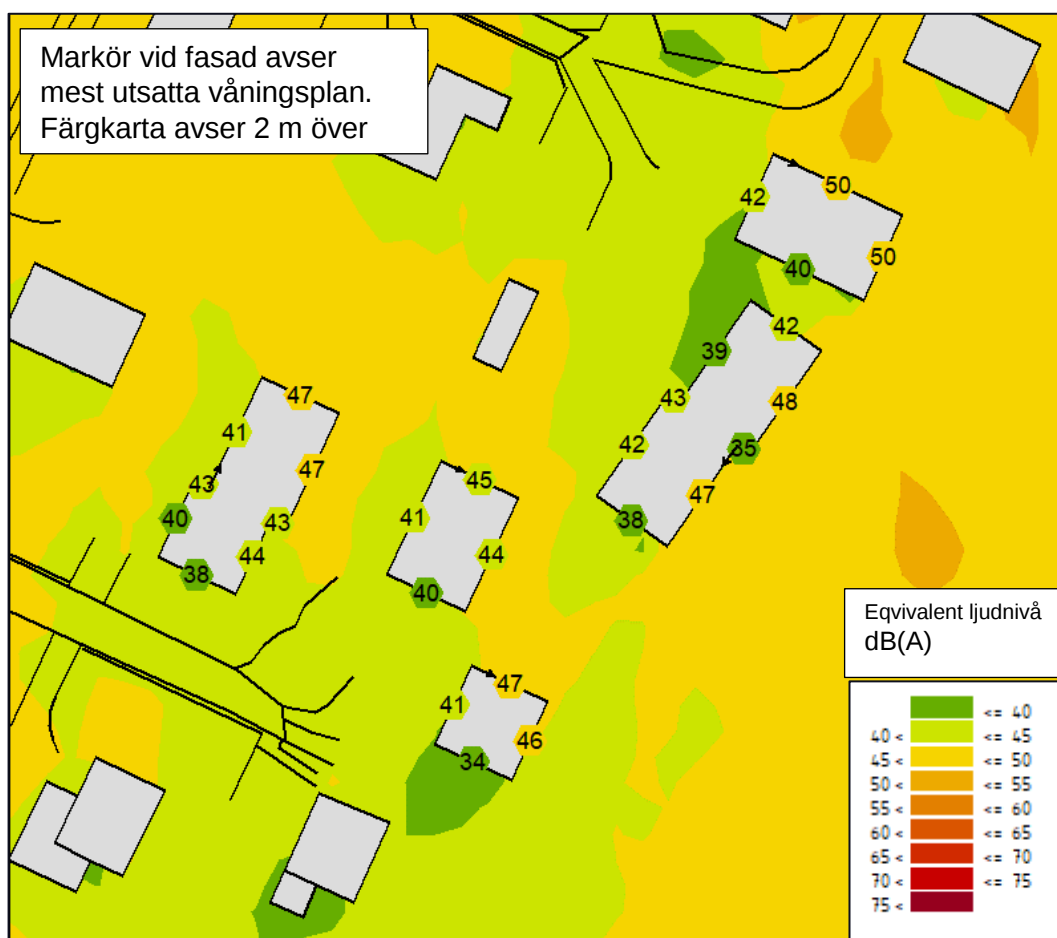 Markör vid fasad avser
mest utsatta våningsplan.
Färgkarta avser 2 m över
50
42
50
40
42
39
47
43
48
41
42
35
45
47
43
47
40
41
43
38
44
44
38
40
47
41
46
34
Eqvivalent ljudnivå
dB(A)
<= 40
40 < <= 45
45 < <= 50
50 < <= 55
55 < <= 60
60 < <= 65
65 < <= 70
70 < <= 75
75 <